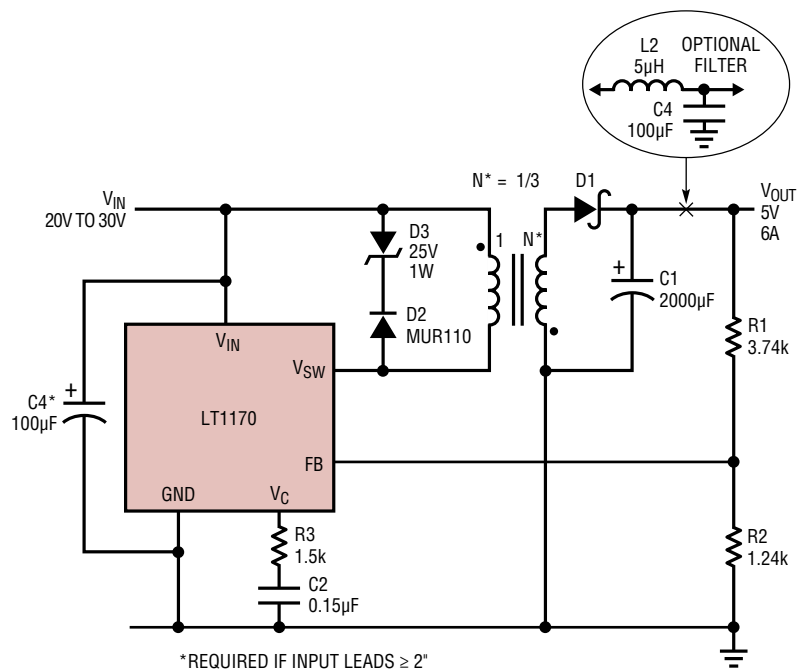 L2
5µH
OPTIONAL
FILTER
C4
100µF
N* = 1/3
D1
V_IN
20V TO 30V
V_OUT
5V
6A
D3
25V
1W
1
N*
+
C1
2000µF
D2
MUR110
R1
3.74k
V_IN
V_SW
+
C4*
100µF
LT1170
FB
GND
V_C
R3
1.5k
R2
1.24k
C2
0.15µF
*REQUIRED IF INPUT LEADS ≥ 2"